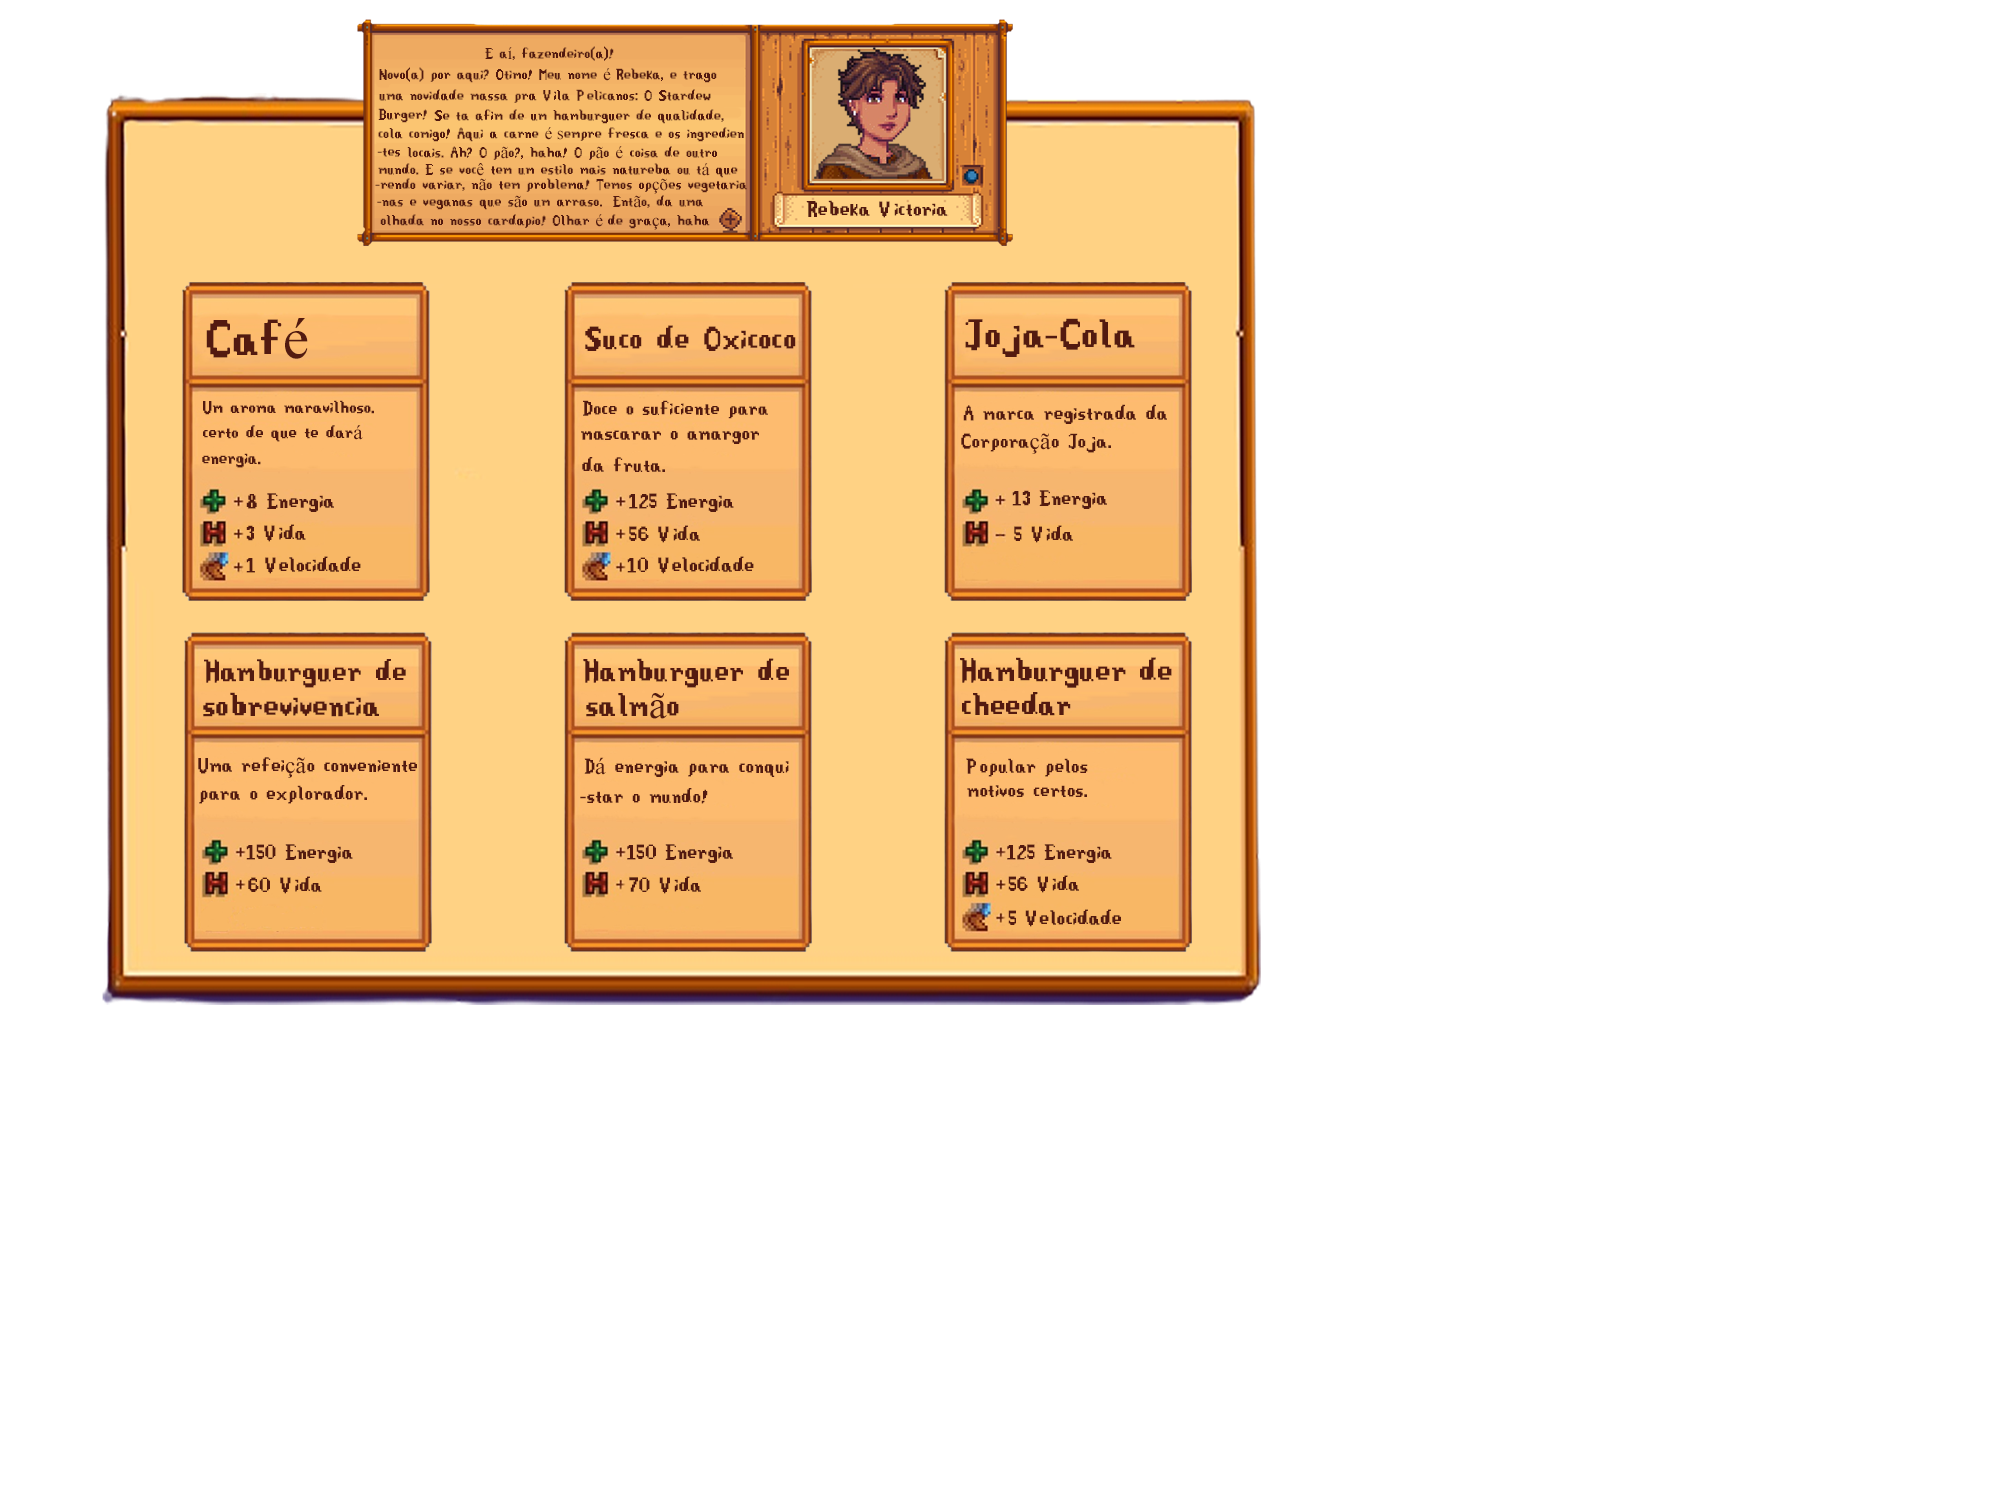 E aí, fazendeiro(a)!
Novo(a) por aqui? Otimo! Meu nome é Rebeka, e trago
uma novidade massa pra Vila Pelicanos: O Stardew
Burger! Se ta afim de um hamburguer de qualidade,
cola comigo! Aqui a carne é sempre fresca e os ingredien
-tes locais. Ah? O pão?, haha! O pão é coisa de outro
mundo. E se você tem um estilo mais natureba ou tá que
-rendo variar, não tem problema! Temos opções vegetaria
-nas e veganas que são um arraso. Então, da uma
olhada no nosso cardapio! Olhar é de graça, haha
Rebeka Victoria
Café
Um aroma maravilhoso.
certo de que te dará
energia.
+8 Energia
+3 Vida
+1 Velocidade
Suco de Oxicoco
Doce o suficiente para
mascarar o amargor
da fruta.
+125 Energia
+56 Vida
+10 Velocidade
Joja-Cola
A marca registrada da
Corporação Joja.
+ 13 Energia
- 5 Vida
Hamburguer de
sobrevivencia
Uma refeição conveniente
para o explorador.
+150 Energia
+60 Vida
Hamburguer de
salmão
Dá energia para conqui
-star o mundo!
+150 Energia
+70 Vida
Hamburguer de
cheedar
Popular pelos
motivos certos.
+125 Energia
+56 Vida
+5 Velocidade